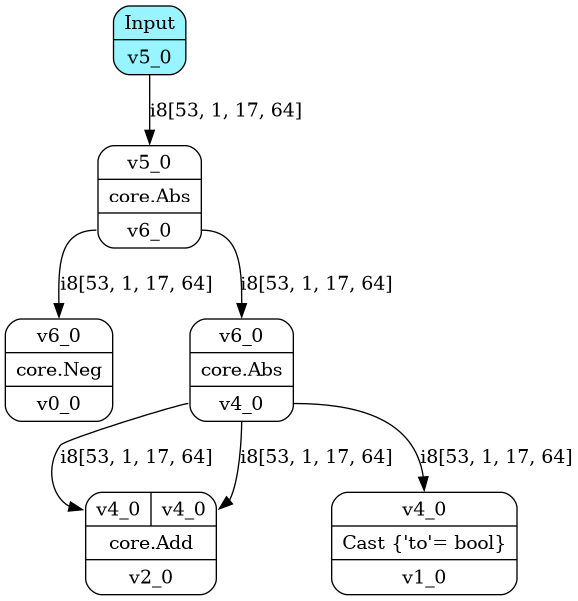 Input
v5_0
i8[53, 1, 17, 64]
v5_0
core.Abs
v6_0
i8[53, 1, 17, 64]
i8[53, 1, 17, 64]
v6_0
core.Neg
v0_0
v6_0
core.Abs
v4_0
i8[53, 1, 17, 64]
i8[53, 1, 17, 64]
i8[53, 1, 17, 64]
v4_0 v4_0
core.Add
v2_0
v4_0
Cast {'to'= bool}
v1_0